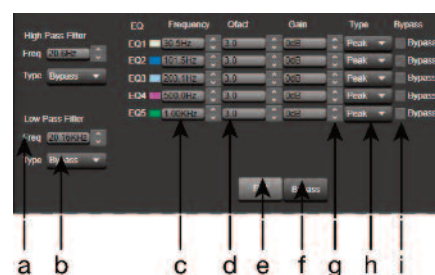 EQ Frequency Qfact Gain Type Bypass
High Pass Filter
Freq 20.6Hz
Type Bypass
EQ1 50.5Hz 3.0 0dB Peak Bypass
EQ2 101.5Hz 3.0 0dB Peak Bypass
EQ3 203.1Hz 3.0 0dB Peak Bypass
EQ4 500.0Hz 3.0 0dB Peak Bypass
EQ5 1.00KHz 3.0 0dB Peak Bypass
Low Pass Filter
Freq 20.16KHz
Type Bypass
Bypass
a b c d e f g h i